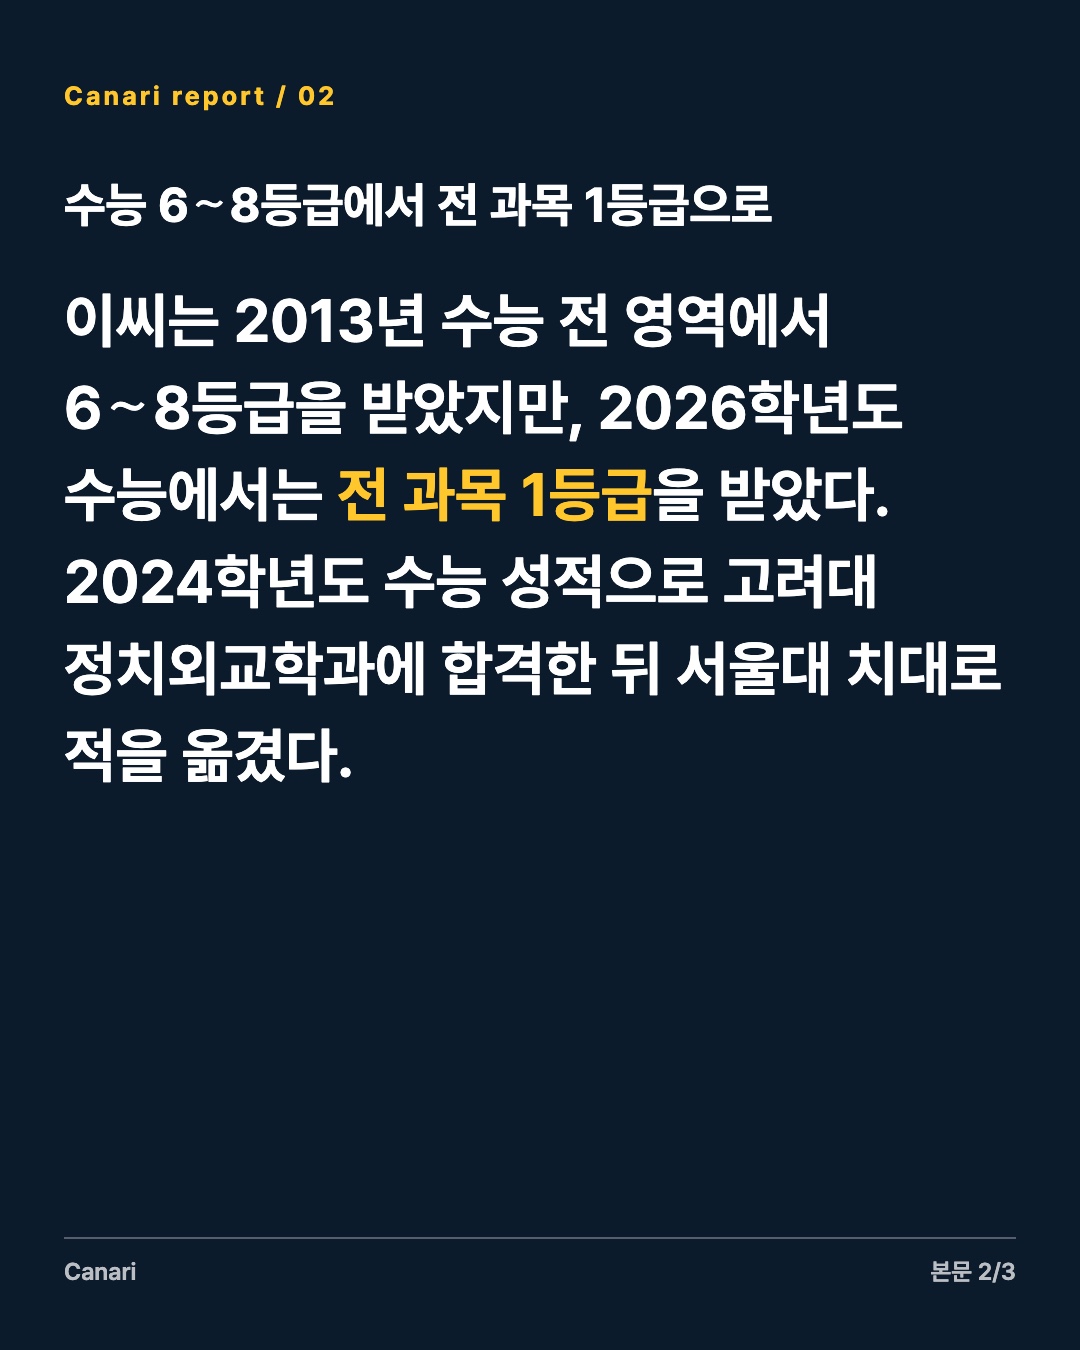 Canari report / 02
수능 6~8등급에서 전 과목 1등급으로
이씨는 2013년 수능 전 영역에서
6~8등급을 받았지만, 2026학년도
수능에서는 전 과목 1등급을 받았다.
2024학년도 수능 성적으로 고려대
정치외교학과에 합격한 뒤 서울대 치대로
적을 옮겼다.
Canari
본문 2/3